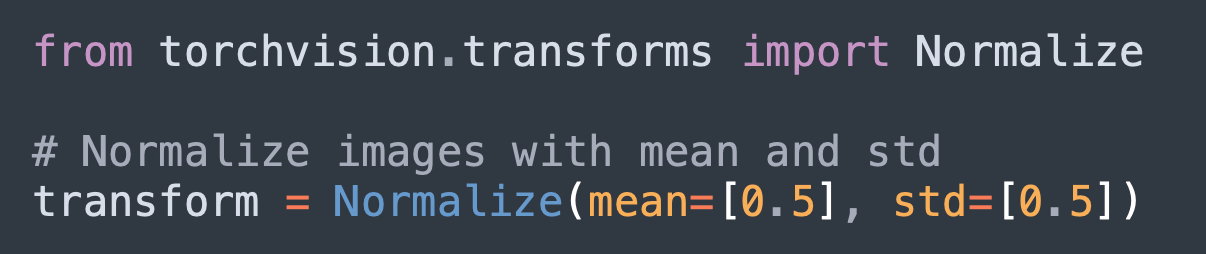 from torchvision.transforms import Normalize
# Normalize images with mean and std
transform = Normalize(mean=[0.5], std=[0.5])